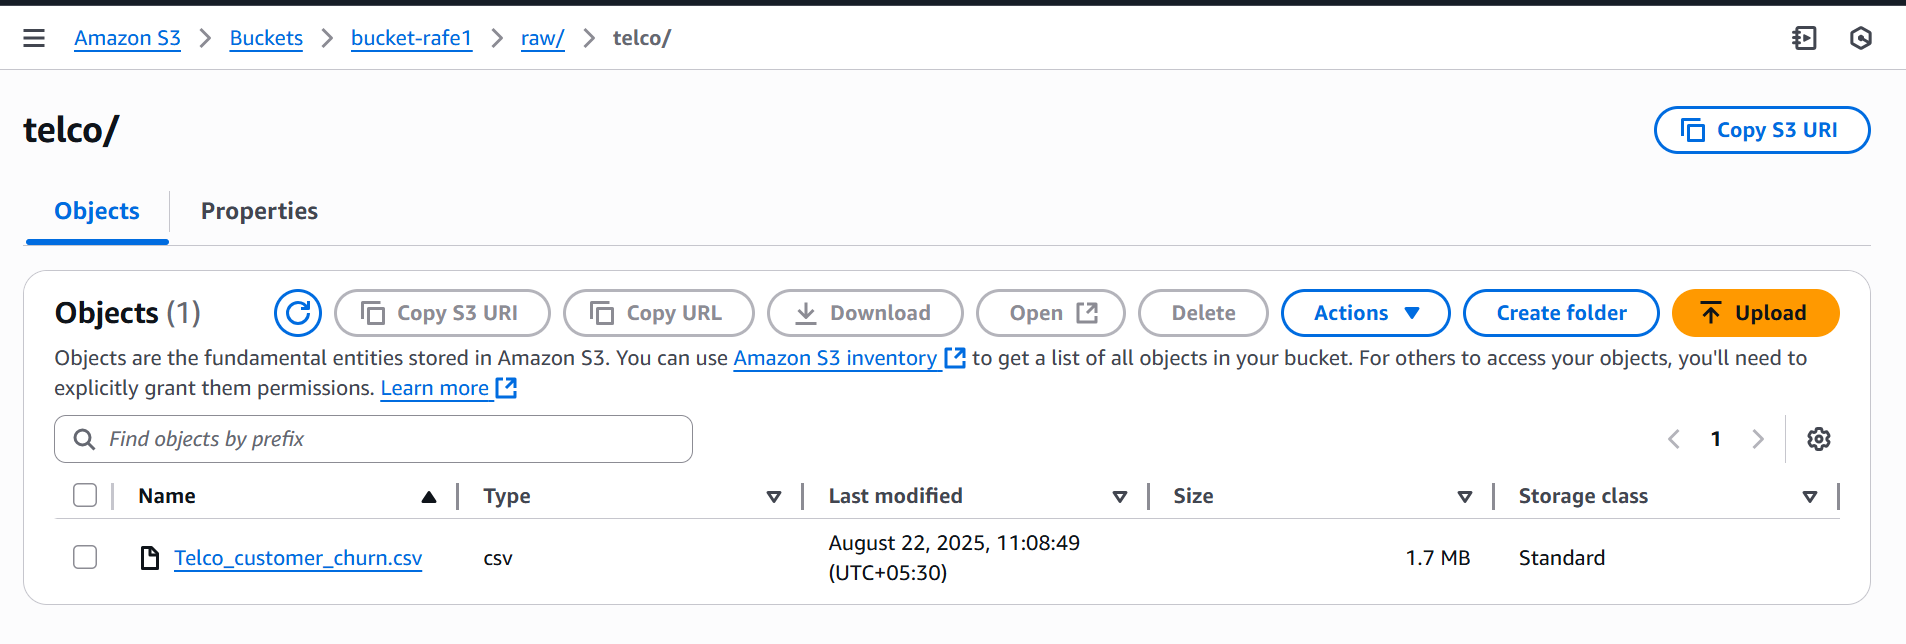 Amazon S3 > Buckets > bucket-rafe1 > raw/ > telco/
telco/
Copy S3 URI
Objects Properties
Objects (1) Copy S3 URI Copy URL Download Open Delete Actions Create folder Upload
Objects are the fundamental entities stored in Amazon S3. You can use Amazon S3 inventory to get a list of all objects in your bucket. For others to access your objects, you'll need to
explicitly grant them permissions. Learn more
Find objects by prefix
1
Name Type Last modified Size Storage class
Telco_customer_churn.csv csv August 22, 2025, 11:08:49
(UTC+05:30) 1.7 MB Standard